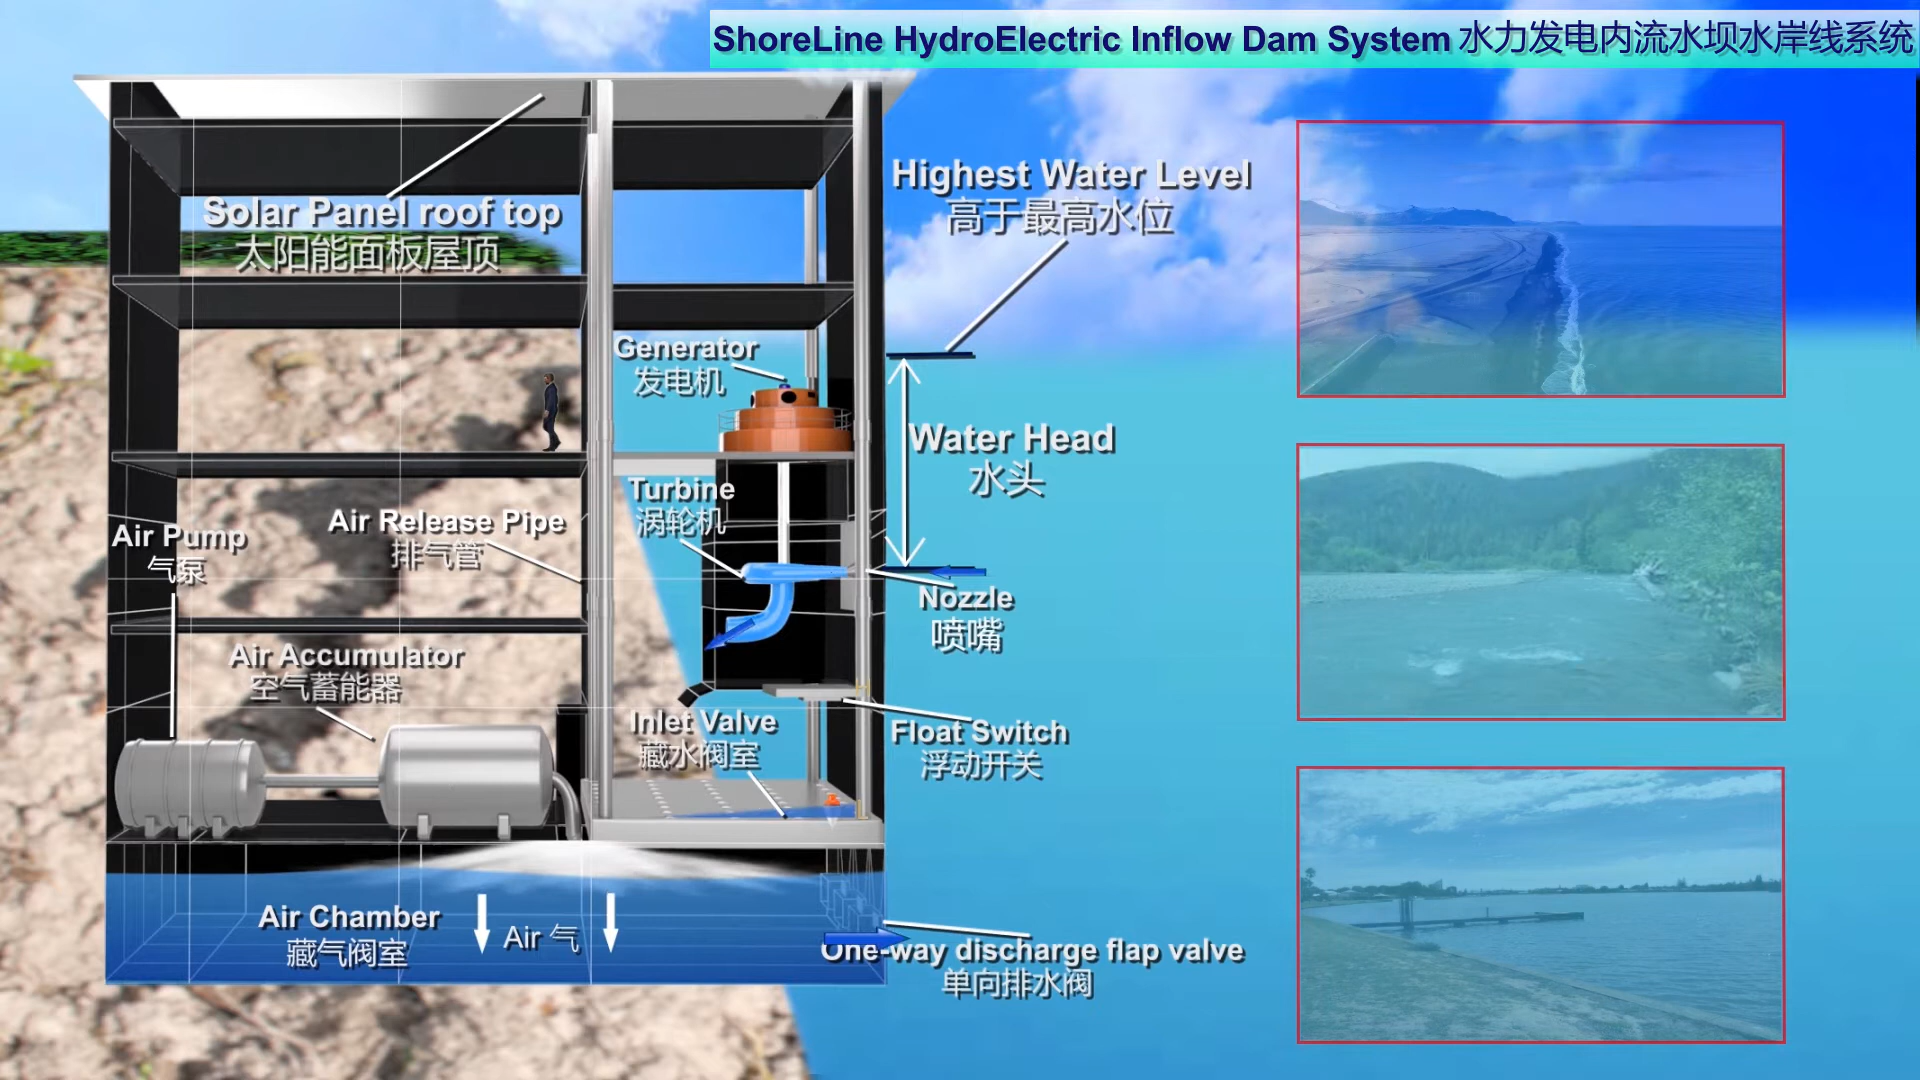 ShoreLine HydroElectric Inflow Dam System 水力发电内流水坝水岸线系统
Highest Water Level
高于最高水位
Solar Panel roof top
太阳能面板屋顶
Generator
发电机
Water Head
水头
Turbine
涡轮机
Air Pump
气泵
Air Release Pipe
排气管
Nozzle
喷嘴
Air Accumulator
空气蓄能器
Inlet Valve
藏水阀室
Float Switch
浮动开关
Air Chamber
藏气阀室
Air 气
One-way discharge flap valve
单向排水阀